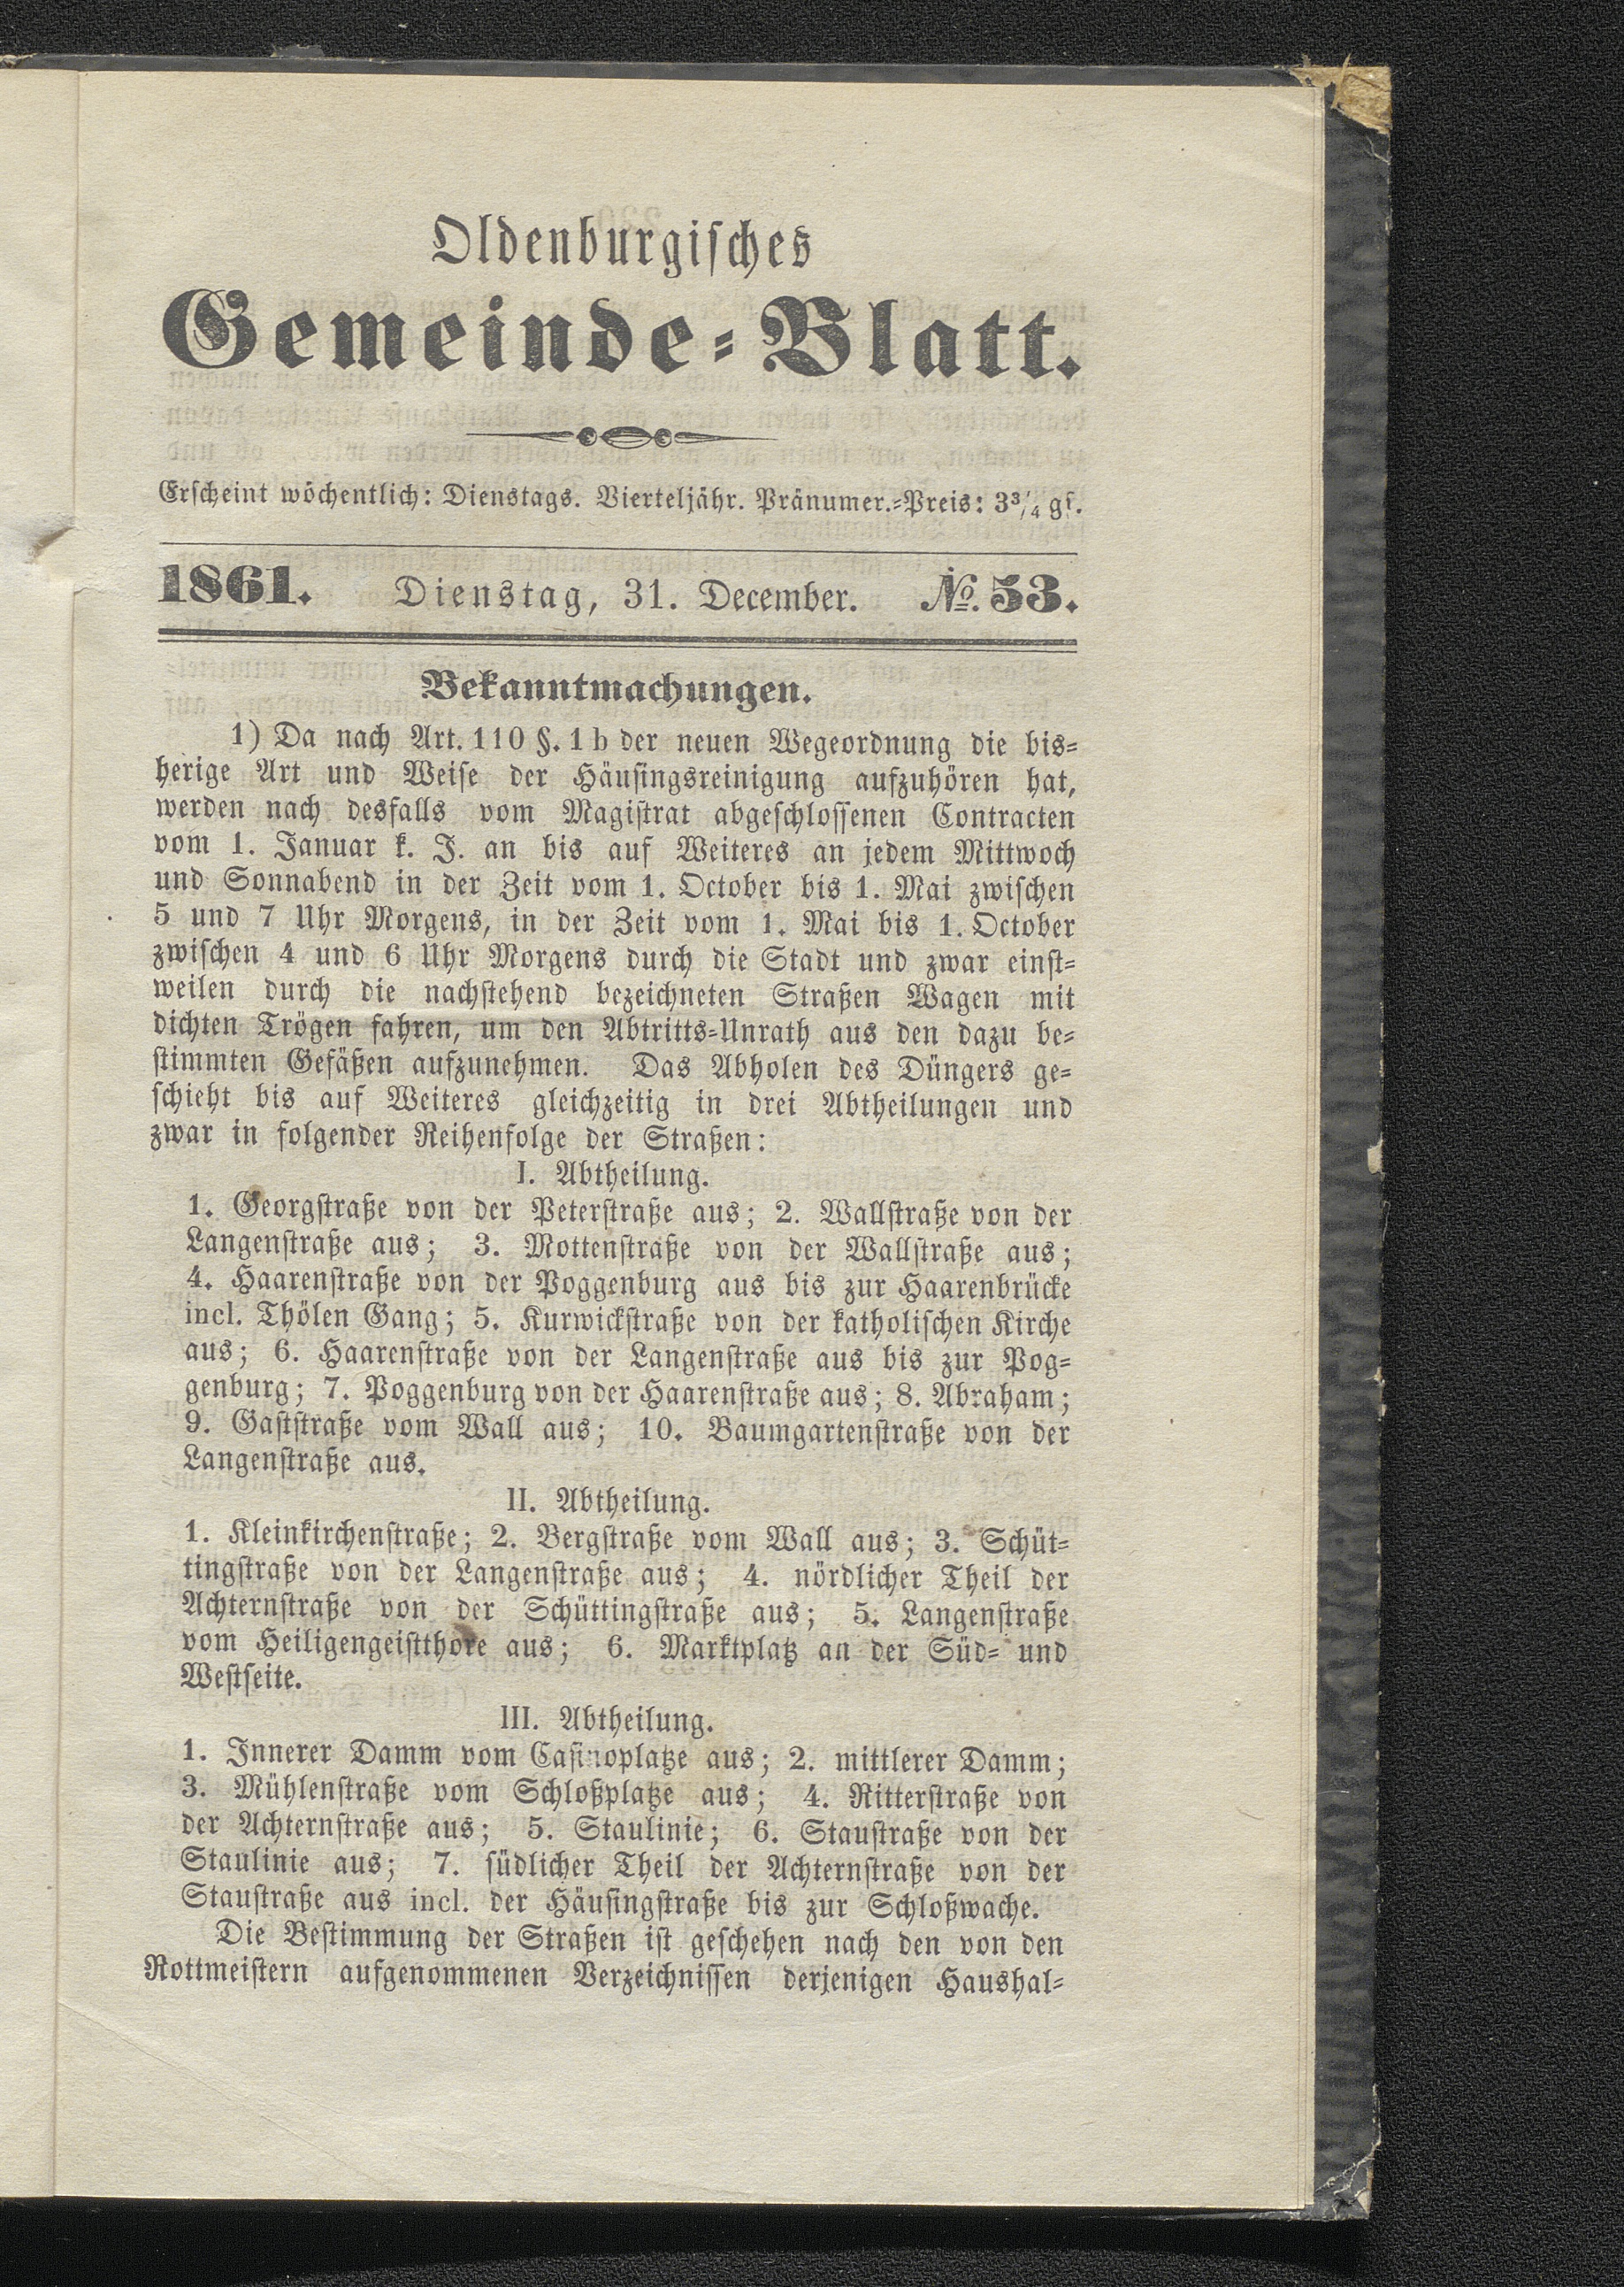 Oldenburgisches
Gemeinde-Blatt.
Erscheint wöchentlich: Dienstags. Vierteljähr. Pränumer.-Preis: 3¾ gs.
1861. Dienstag, 31. December. №. 53.
Bekanntmachungen.
1) Da nach Art. 110 §. 1 b der neuen Wegeordnung die bis-
herige Art und Weise der Häusingsreinigung aufzuhören hat,
werden nach desfalls vom Magistrat abgeschlossenen Contracten
vom 1. Januar k. J. an bis auf Weiteres an jedem Mittwoch
und Sonnabend in der Zeit vom 1. October bis 1. Mai zwischen
5 und 7 Uhr Morgens, in der Zeit vom 1. Mai bis 1. October
zwischen 4 und 6 Uhr Morgens durch die Stadt und zwar einst-
weilen durch die nachstehend bezeichneten Straßen Wagen mit
dichten Trögen fahren, um den Abtritts-Unrath aus den dazu be-
stimmten Gefäßen aufzunehmen. Das Abholen des Düngers ge-
schieht bis auf Weiteres gleichzeitig in drei Abtheilungen und
zwar in folgender Reihenfolge der Straßen:
I. Abtheilung.
1. Georgstraße von der Peterstraße aus; 2. Wallstraße von der
Langenstraße aus; 3. Mottenstraße von der Wallstraße aus;
4. Haarenstraße von der Poggenburg aus bis zur Haarenbrücke
incl. Thölen Gang; 5. Kurwickstraße von der katholischen Kirche
aus; 6. Haarenstraße von der Langenstraße aus bis zur Pog-
genburg; 7. Poggenburg von der Haarenstraße aus; 8. Abraham;
9. Gaststraße vom Wall aus; 10. Baumgartenstraße von der
Langenstraße aus.
II. Abtheilung.
1. Kleinkirchenstraße; 2. Bergstraße vom Wall aus; 3. Schüt-
tingstraße von der Langenstraße aus; 4. nördlicher Theil der
Achternstraße von der Schüttingstraße aus; 5. Langenstraße
vom Heiligengeistthore aus; 6. Marktplatz an der Süd- und
Westseite.
III. Abtheilung.
1. Innerer Damm vom Casinoplatze aus; 2. mittlerer Damm;
3. Mühlenstraße vom Schloßplatze aus; 4. Ritterstraße von
der Achternstraße aus; 5. Staulinie; 6. Staustraße von der
Staulinie aus; 7. südlicher Theil der Achternstraße von der
Staustraße aus incl. der Häusingstraße bis zur Schloßwache.
Die Bestimmung der Straßen ist geschehen nach den von den
Rottmeistern aufgenommenen Verzeichnissen derjenigen Haushal-